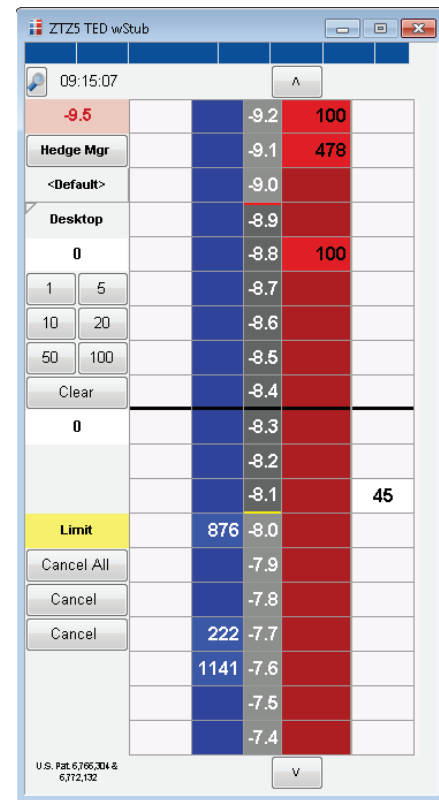 ZTZ5 TED wStub
09:15:07 ʌ
-9.5 -9.2 100
Hedge Mgr -9.1 478
<Default> -9.0
Desktop -8.9
0 -8.8 100
1 5 -8.7
10 20 -8.6
50 100 -8.5
Clear -8.4
0 -8.3
-8.2
-8.1 45
Limit 876 -8.0
Cancel All -7.9
Cancel -7.8
Cancel 222 -7.7
1141 -7.6
-7.5
-7.4
U.S. Pat. 6,766,304 &
6,772,132 v